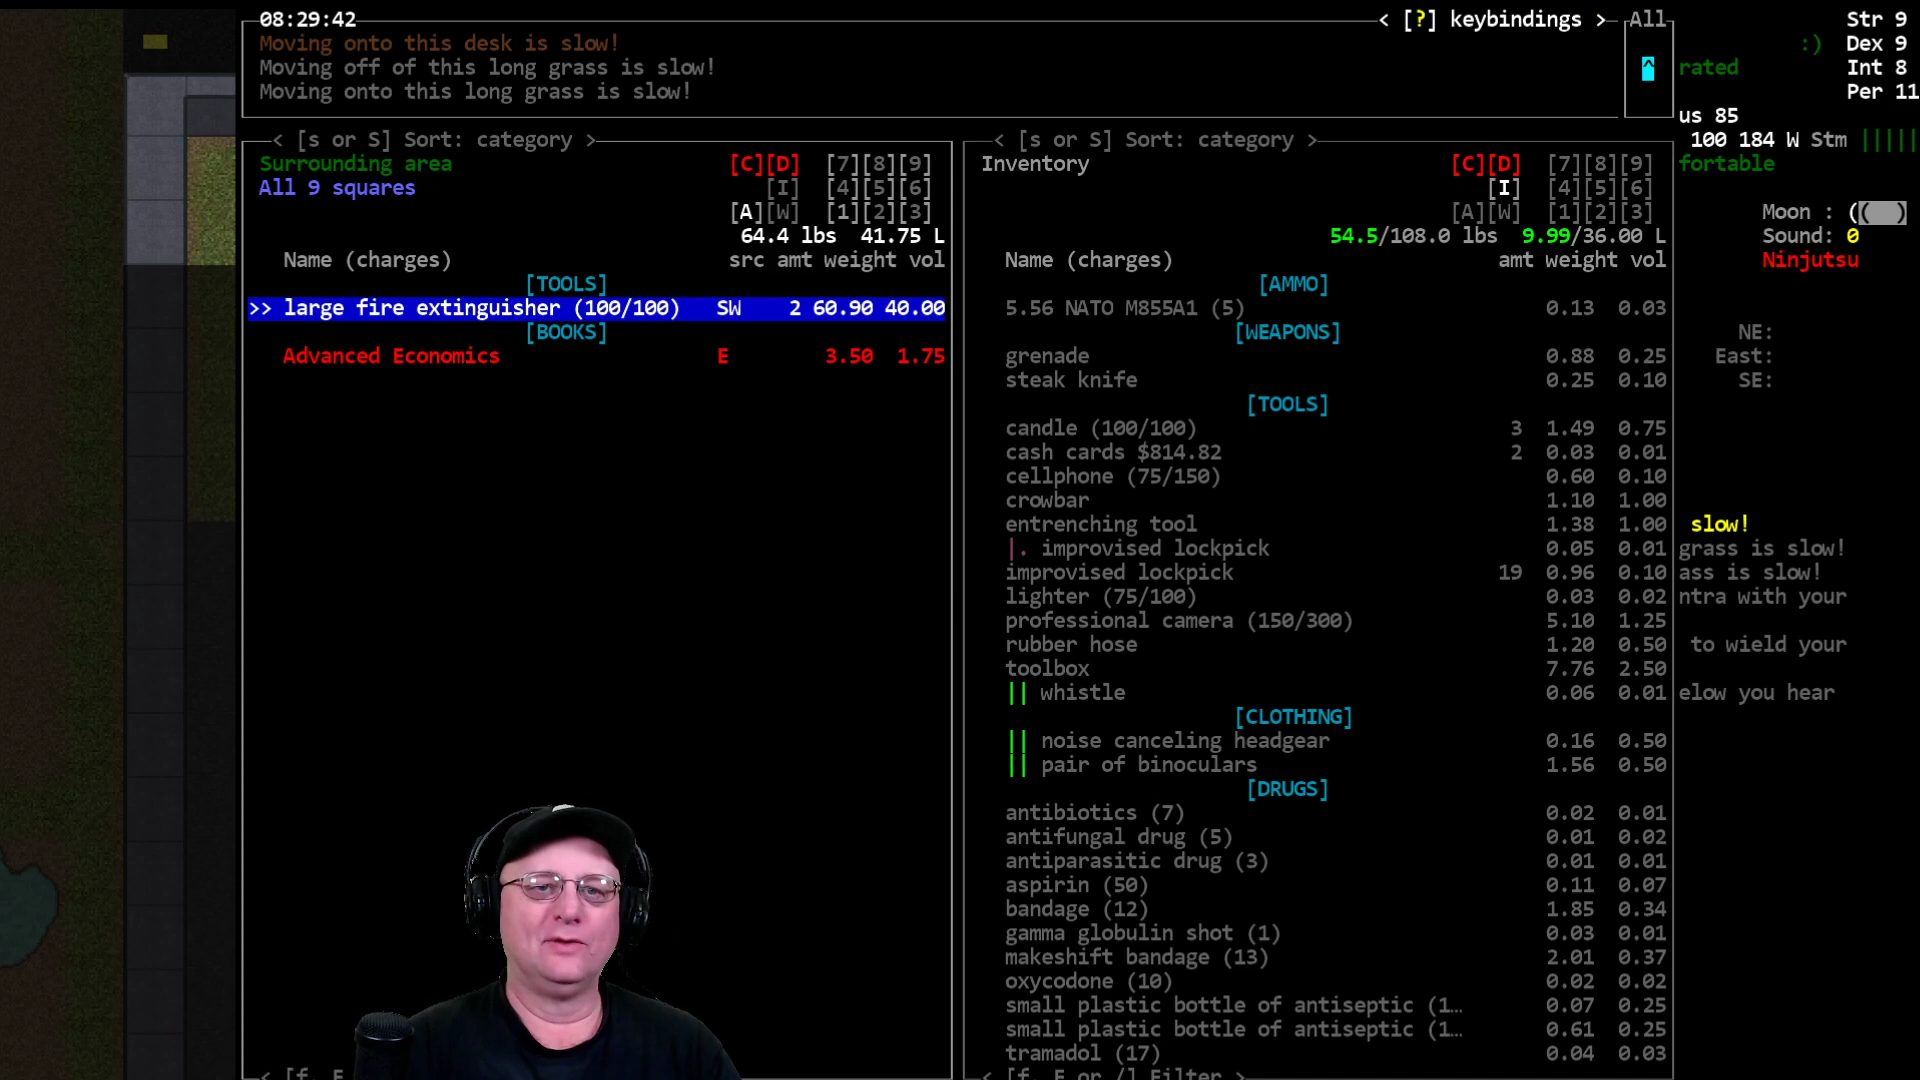 08:29:42
< [?] keybindings >
All
Moving onto this desk is slow!
Moving off of this long grass is slow!
Moving onto this long grass is slow!
^
:)
rated
us 85
100 184 W Stm |||||
fortable
Str 9
Dex 9
Int 8
Per 11
Moon : (( )
Sound: 0
Ninjutsu
NE:
East:
SE:
slow!
grass is slow!
ass is slow!
ntra with your
to wield your
elow you hear
< [s or S] Sort: category >
Surrounding area [C][D] [7][8][9]
All 9 squares [I] [4][5][6]
[A][W] [1][2][3]
64.4 lbs 41.75 L
Name (charges) src amt weight vol
[TOOLS]
>> large fire extinguisher (100/100) SW 2 60.90 40.00
[BOOKS]
Advanced Economics E 3.50 1.75
< [s or S] Sort: category >
Inventory [C][D] [7][8][9]
[I] [4][5][6]
[A][W] [1][2][3]
54.5/108.0 lbs 9.99/36.00 L
Name (charges) amt weight vol
[AMMO]
5.56 NATO M855A1 (5) 0.13 0.03
[WEAPONS]
grenade 0.88 0.25
steak knife 0.25 0.10
[TOOLS]
candle (100/100) 3 1.49 0.75
cash cards $814.82 2 0.03 0.01
cellphone (75/150) 0.60 0.10
crowbar 1.10 1.00
entrenching tool 1.38 1.00
|. improvised lockpick 0.05 0.01
improvised lockpick 19 0.96 0.10
lighter (75/100) 0.03 0.02
professional camera (150/300) 5.10 1.25
rubber hose 1.20 0.50
toolbox 7.76 2.50
|| whistle 0.06 0.01
[CLOTHING]
|| noise canceling headgear 0.16 0.50
|| pair of binoculars 1.56 0.50
[DRUGS]
antibiotics (7) 0.02 0.01
antifungal drug (5) 0.01 0.02
antiparasitic drug (3) 0.01 0.01
aspirin (50) 0.11 0.07
bandage (12) 1.85 0.34
gamma globulin shot (1) 0.03 0.01
makeshift bandage (13) 2.01 0.37
oxycodone (10) 0.02 0.02
small plastic bottle of antiseptic (1… 0.07 0.25
small plastic bottle of antiseptic (1… 0.61 0.25
tramadol (17) 0.04 0.03
< [f, F or /] Filter >